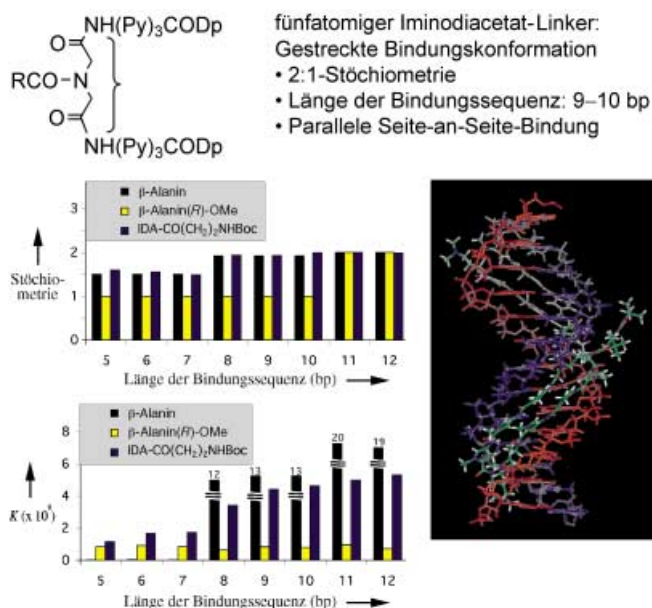 NH(Py)3CODp
O
RCO-N
O
NH(Py)3CODp
fünfatomiger Iminodiacetat-Linker:
Gestreckte Bindungskonformation
• 2:1-Stöchiometrie
• Länge der Bindungssequenz: 9–10 bp
• Parallele Seite-an-Seite-Bindung
β-Alanin
β-Alanin(R)-OMe
IDA-CO(CH2)2NHBoc
3
2
1
0
Stöchio-
metrie
5 6 7 8 9 10 11 12
Länge der Bindungssequenz (bp)
β-Alanin
β-Alanin(R)-OMe
IDA-CO(CH2)2NHBoc
12 13 13 20 19
8
6
4
2
0
5 6 7 8 9 10 11 12
Länge der Bindungssequenz (bp)